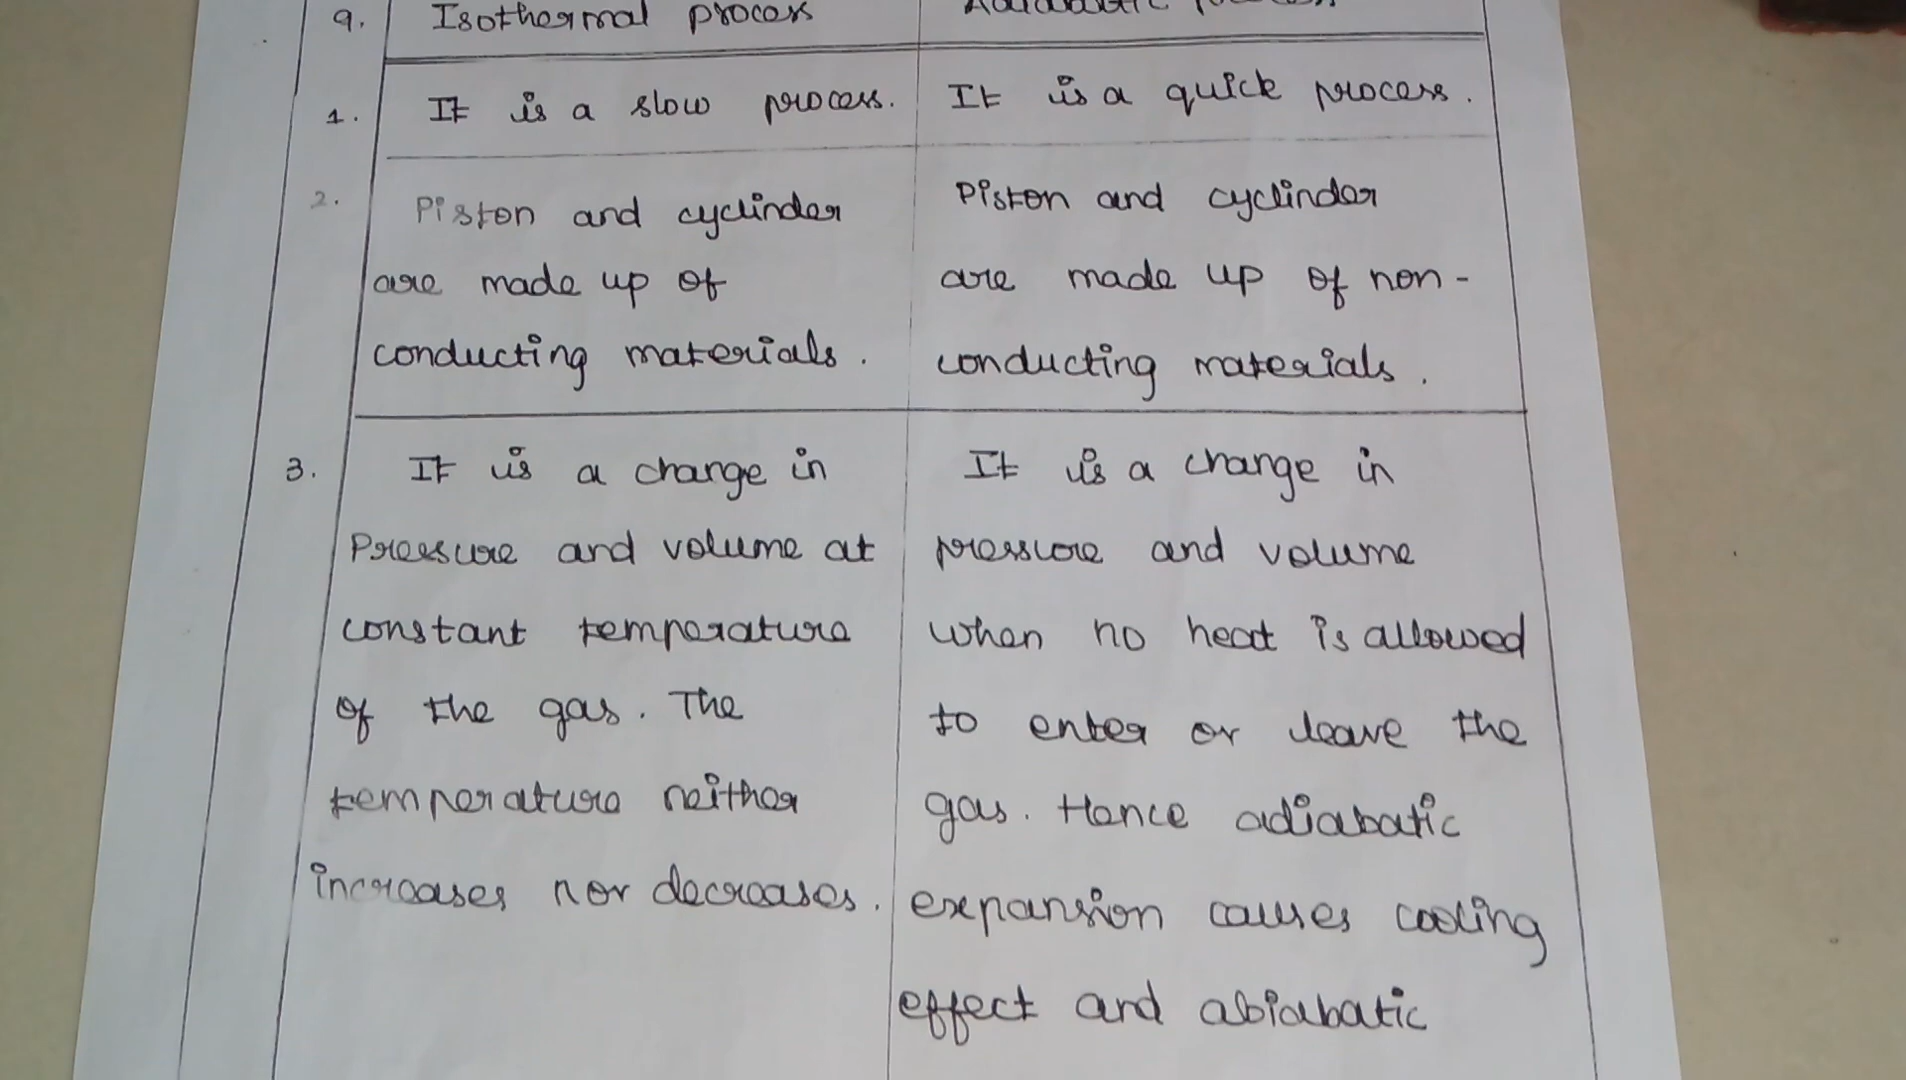 9. Isothermal process
1. It is a slow process. It is a quick process.
2. Piston and cyclinder Piston and cyclinder
are made up of are made up of non-
conducting materials. conducting materials.
3. It is a change in It is a change in
Pressure and volume at pressure and volume
constant temperature when no heat is allowed
of the gas. The to enter or leave the
temperature neither gas. Hence adiabatic
increases nor decreases. expansion causes cooling
effect and abiabatic